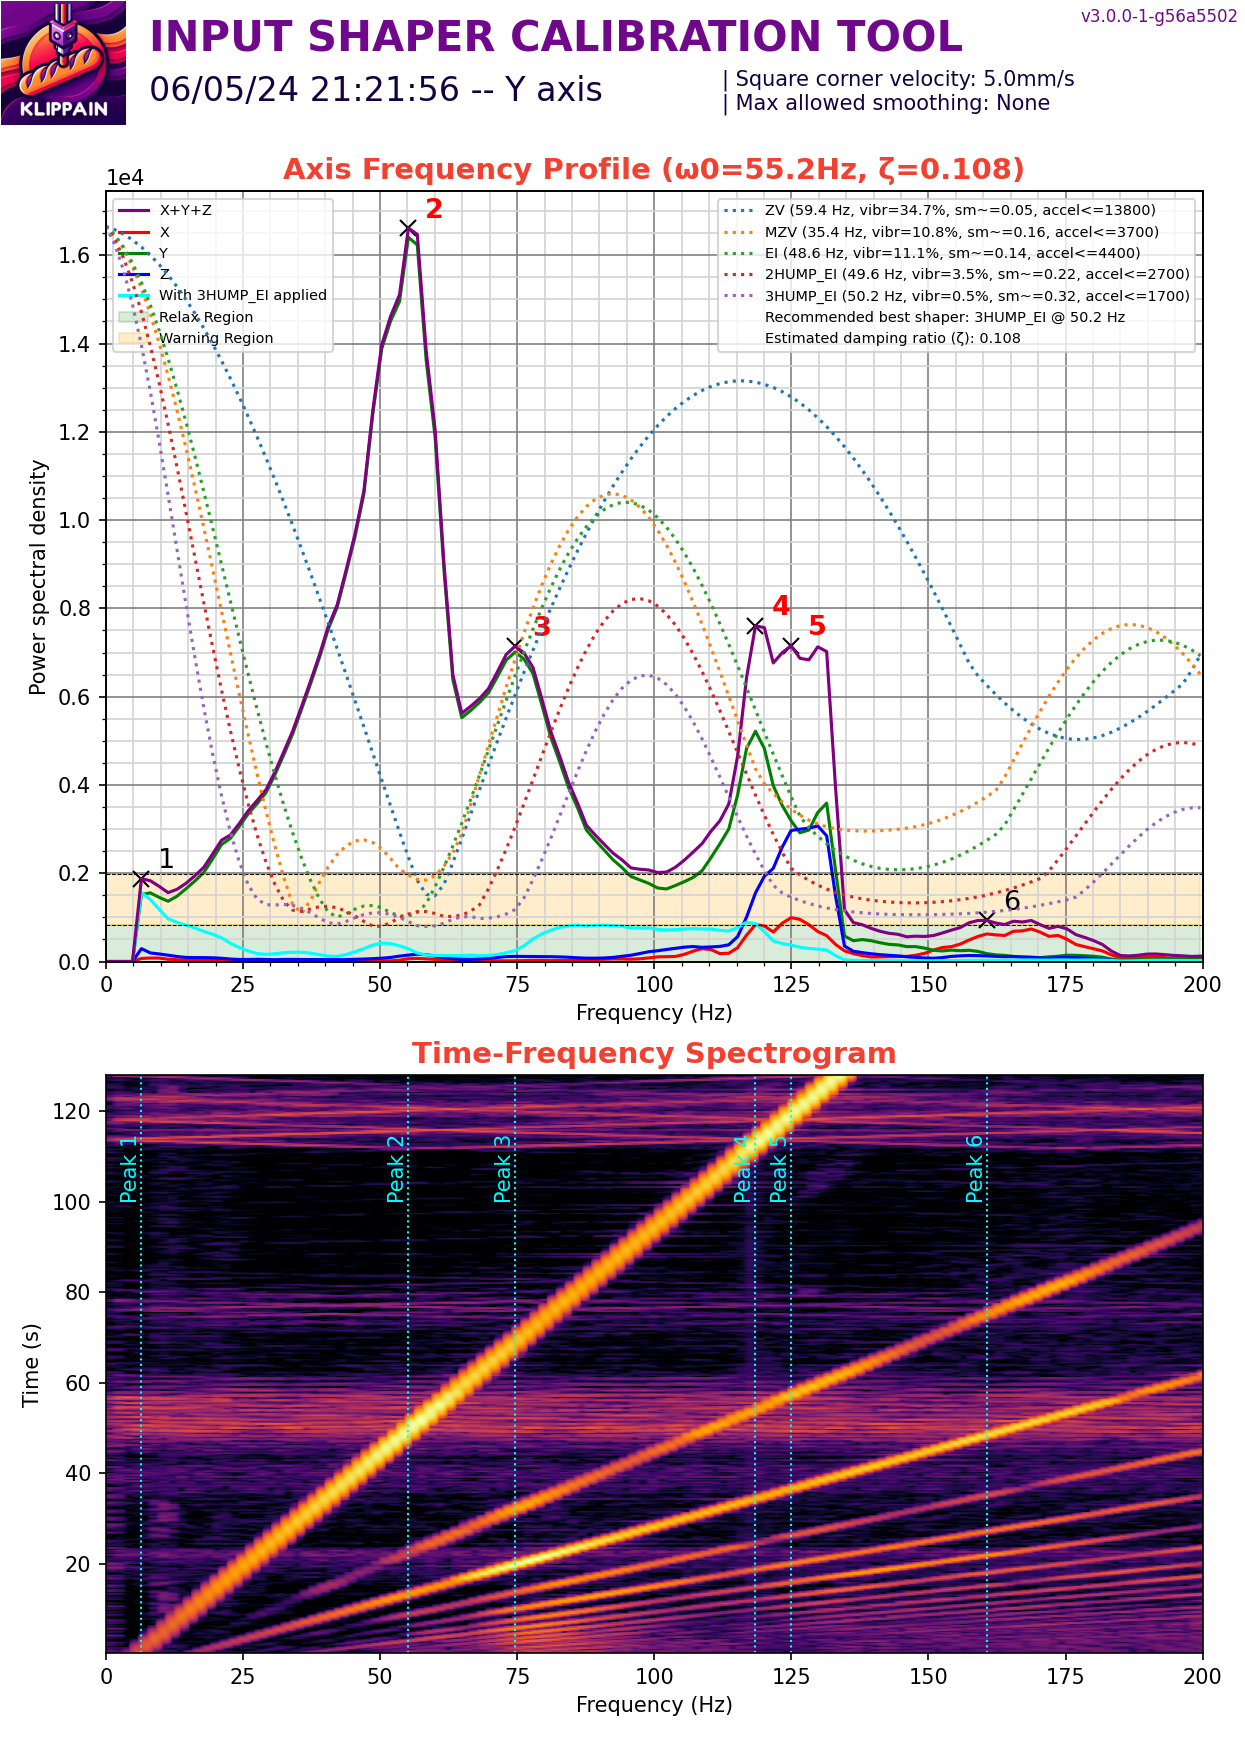 v3.0.0-1-g56a5502
INPUT SHAPER CALIBRATION TOOL
06/05/24 21:21:56 -- Y axis
| Square corner velocity: 5.0mm/s
| Max allowed smoothing: None
KLIPPAIN
Axis Frequency Profile (ω0=55.2Hz, ζ=0.108)
1e4
X+Y+Z
X
Y
Z
With 3HUMP_EI applied
Relax Region
Warning Region
ZV (59.4 Hz, vibr=34.7%, sm~=0.05, accel<=13800)
MZV (35.4 Hz, vibr=10.8%, sm~=0.16, accel<=3700)
EI (48.6 Hz, vibr=11.1%, sm~=0.14, accel<=4400)
2HUMP_EI (49.6 Hz, vibr=3.5%, sm~=0.22, accel<=2700)
3HUMP_EI (50.2 Hz, vibr=0.5%, sm~=0.32, accel<=1700)
Recommended best shaper: 3HUMP_EI @ 50.2 Hz
Estimated damping ratio (ζ): 0.108
Power spectral density
1.6
1.4
1.2
1.0
0.8
0.6
0.4
0.2
0.0
1
2
3
4
5
6
0 25 50 75 100 125 150 175 200
Frequency (Hz)
Time-Frequency Spectrogram
Time (s)
120
100
80
60
40
20
Peak 1
Peak 2
Peak 3
Peak 4
Peak 5
Peak 6
0 25 50 75 100 125 150 175 200
Frequency (Hz)